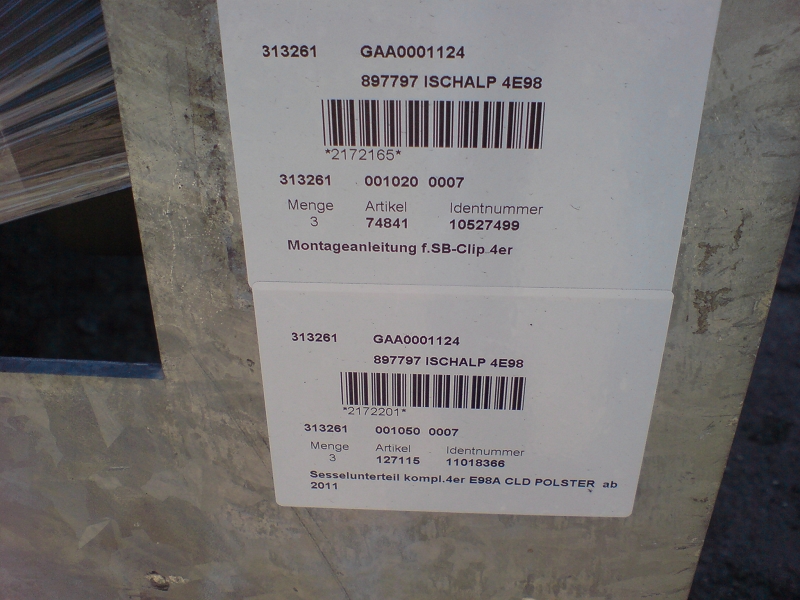 313261 GAA0001124
897797 ISCHALP 4E98
*2172165*
313261 001020 0007
Menge Artikel Identnummer
3 74841 10527499
Montageanleitung f.SB-Clip 4er
313261 GAA0001124
897797 ISCHALP 4E98
*2172201*
313261 001050 0007
Menge Artikel Identnummer
3 127115 11018366
Sesselunterteil kompl.4er E98A CLD POLSTER ab
2011